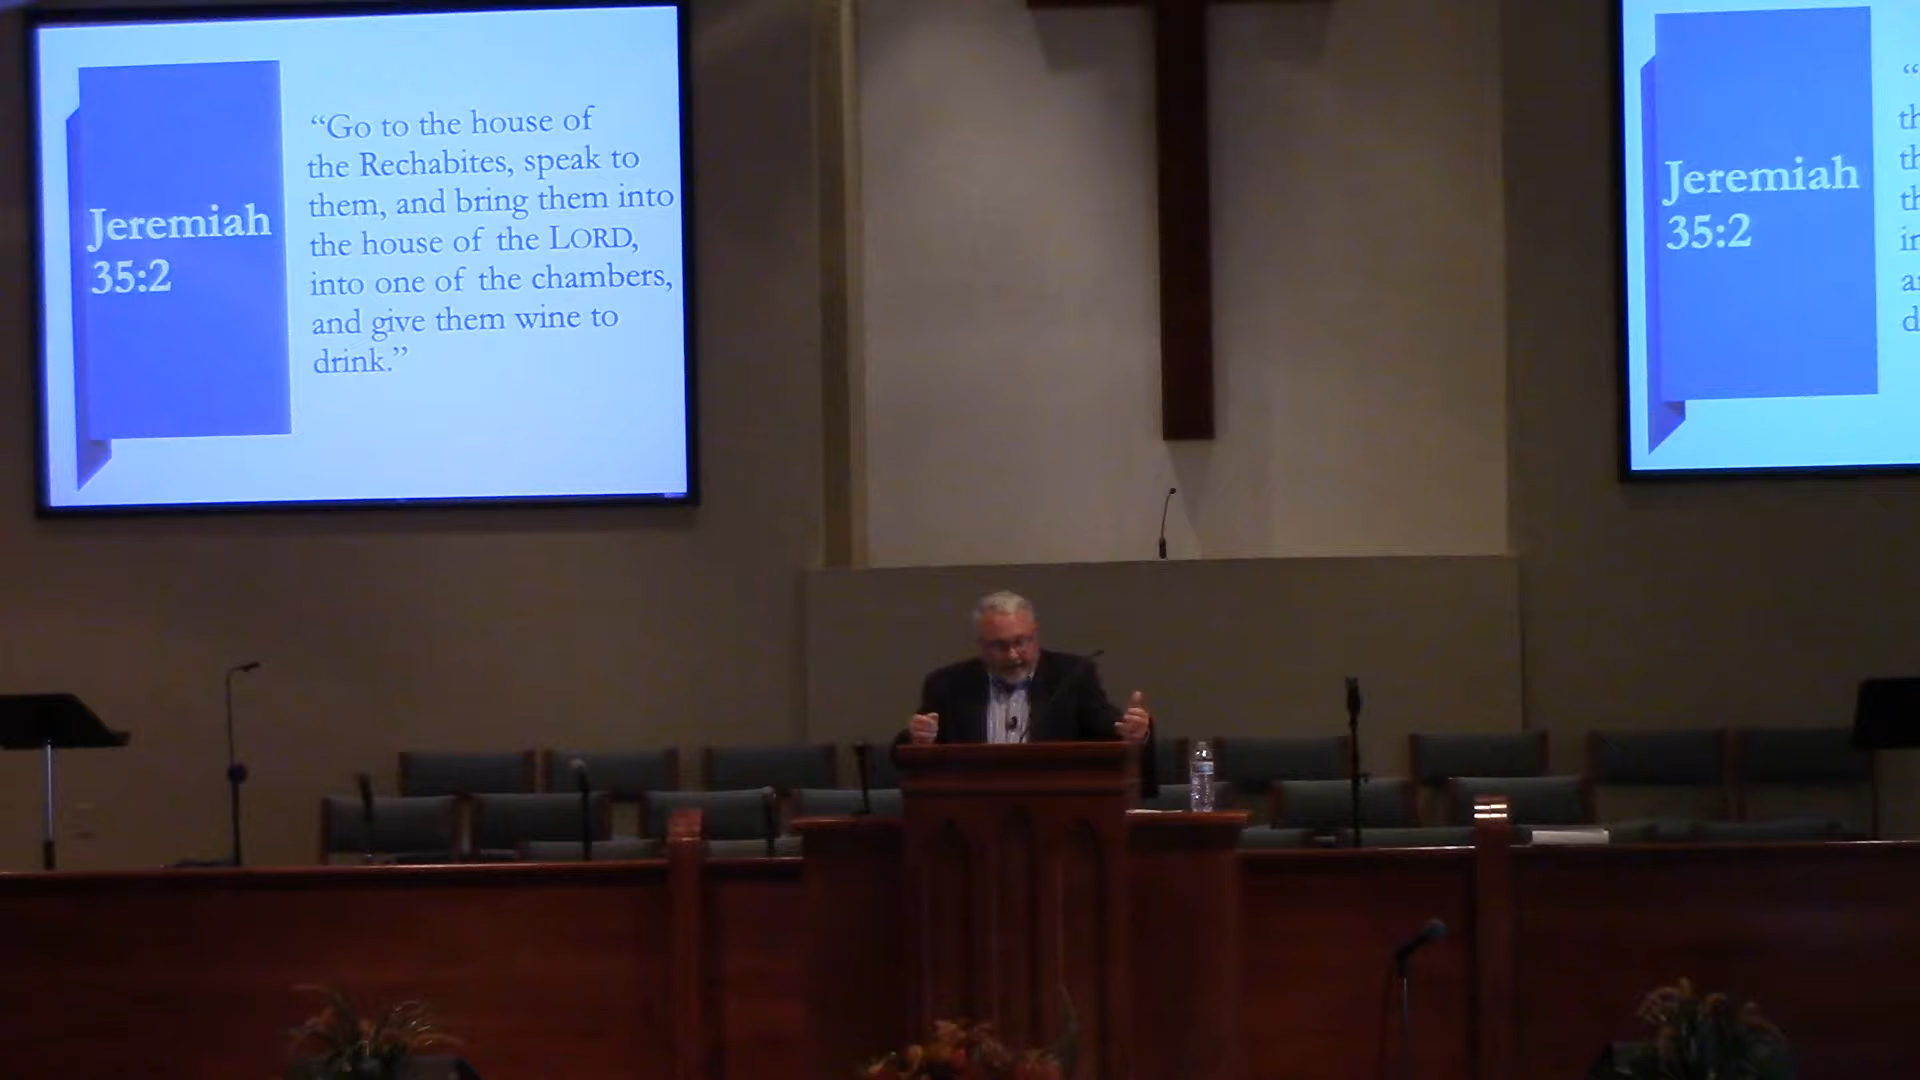 Jeremiah
35:2
“Go to the house of
the Rechabites, speak to
them, and bring them into
the house of the LORD,
into one of the chambers,
and give them wine to
drink.”
Jeremiah
35:2